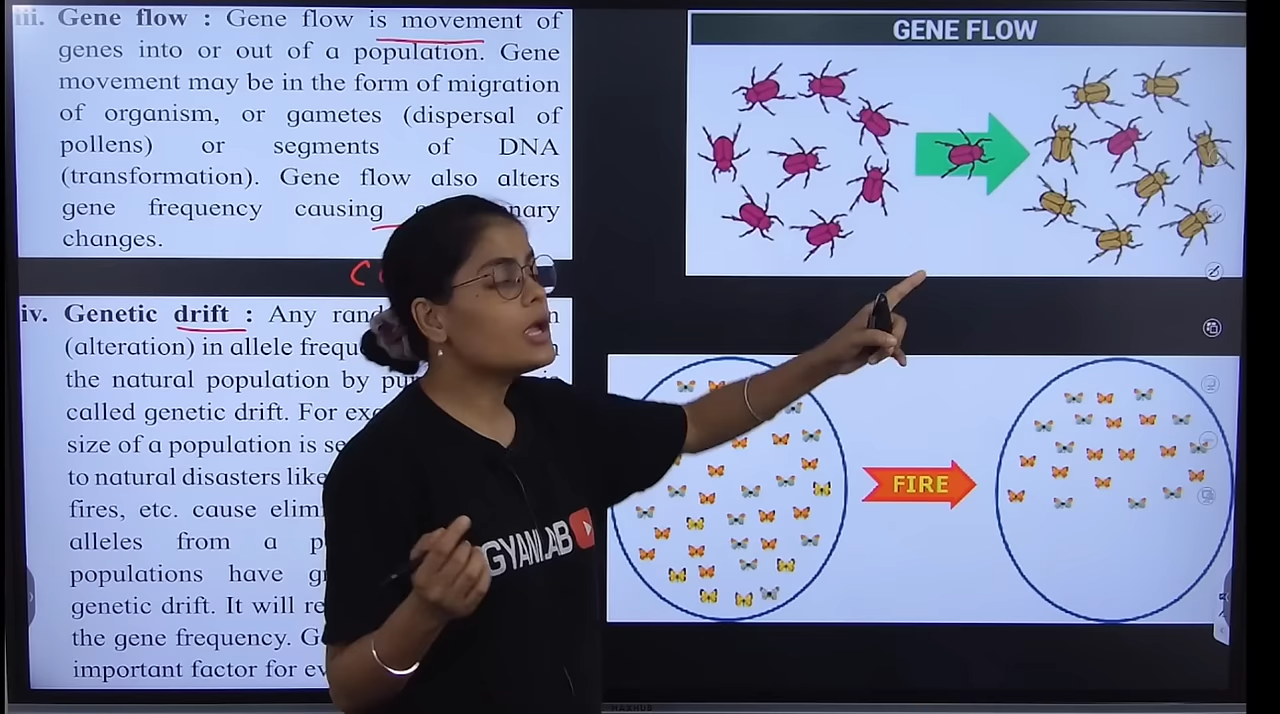 iii. Gene flow : Gene flow is movement of
genes into or out of a population. Gene
movement may be in the form of migration
of organism, or gametes (dispersal of
pollens) or segments of DNA
(transformation). Gene flow also alters
gene frequency causing
changes.
iv. Genetic drift : Any
(alteration) in allele
the natural population by
called genetic drift. For
size of a population is
to natural disasters like
fires, etc. cause
alleles from a
populations have
genetic drift. It will
the gene frequency.
important factor for
GENE FLOW
FIRE
GYANLAB
MAXHUB